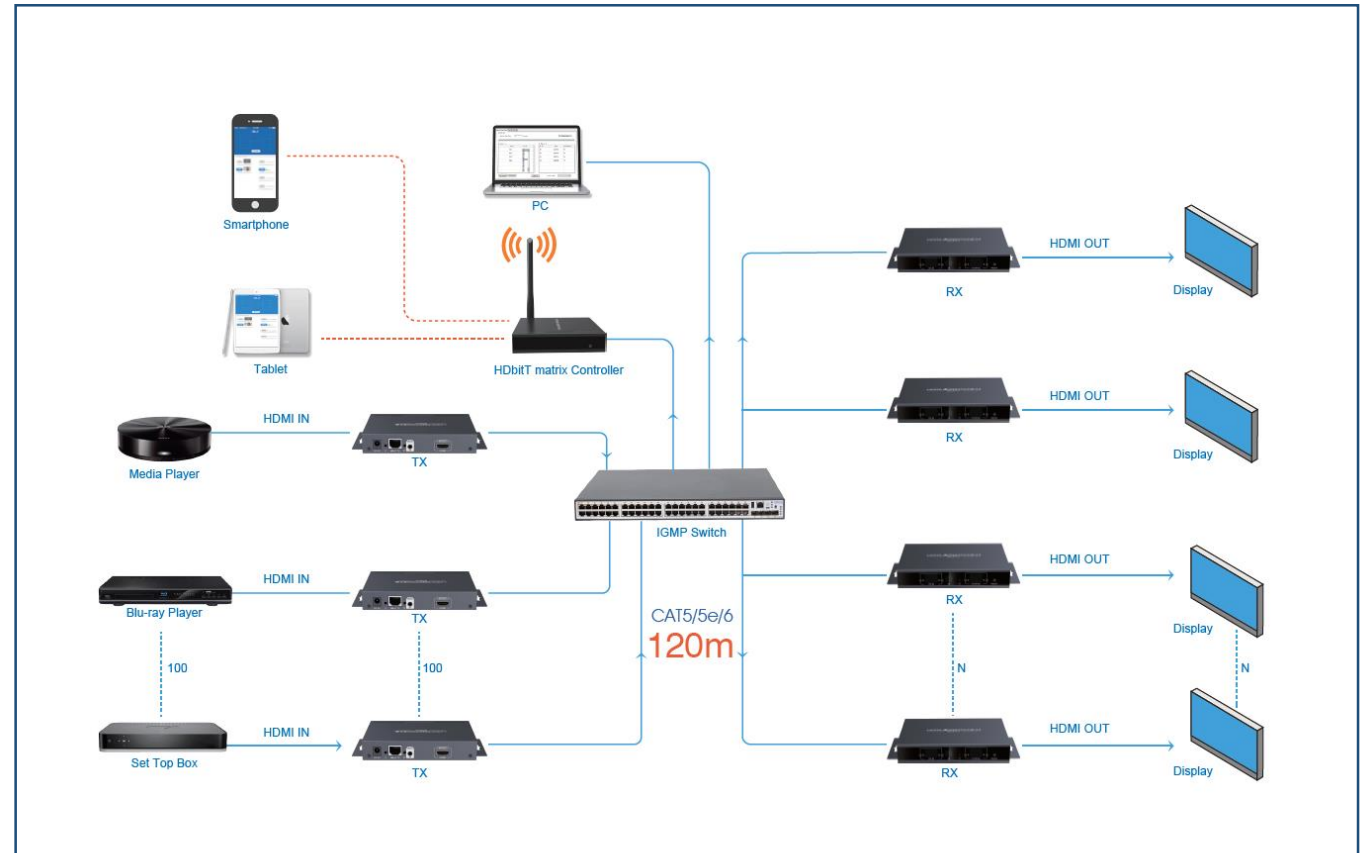 Smartphone
PC
HDMI OUT
RX
Display
Tablet
HDbitT matrix Controller
HDMI IN
Media Player
TX
HDMI OUT
RX
Display
IGMP Switch
HDMI IN
Blu-ray Player
TX
CAT5/5e/6
120m
HDMI OUT
RX
Display
100
100
N
N
HDMI IN
Set Top Box
TX
HDMI OUT
RX
Display